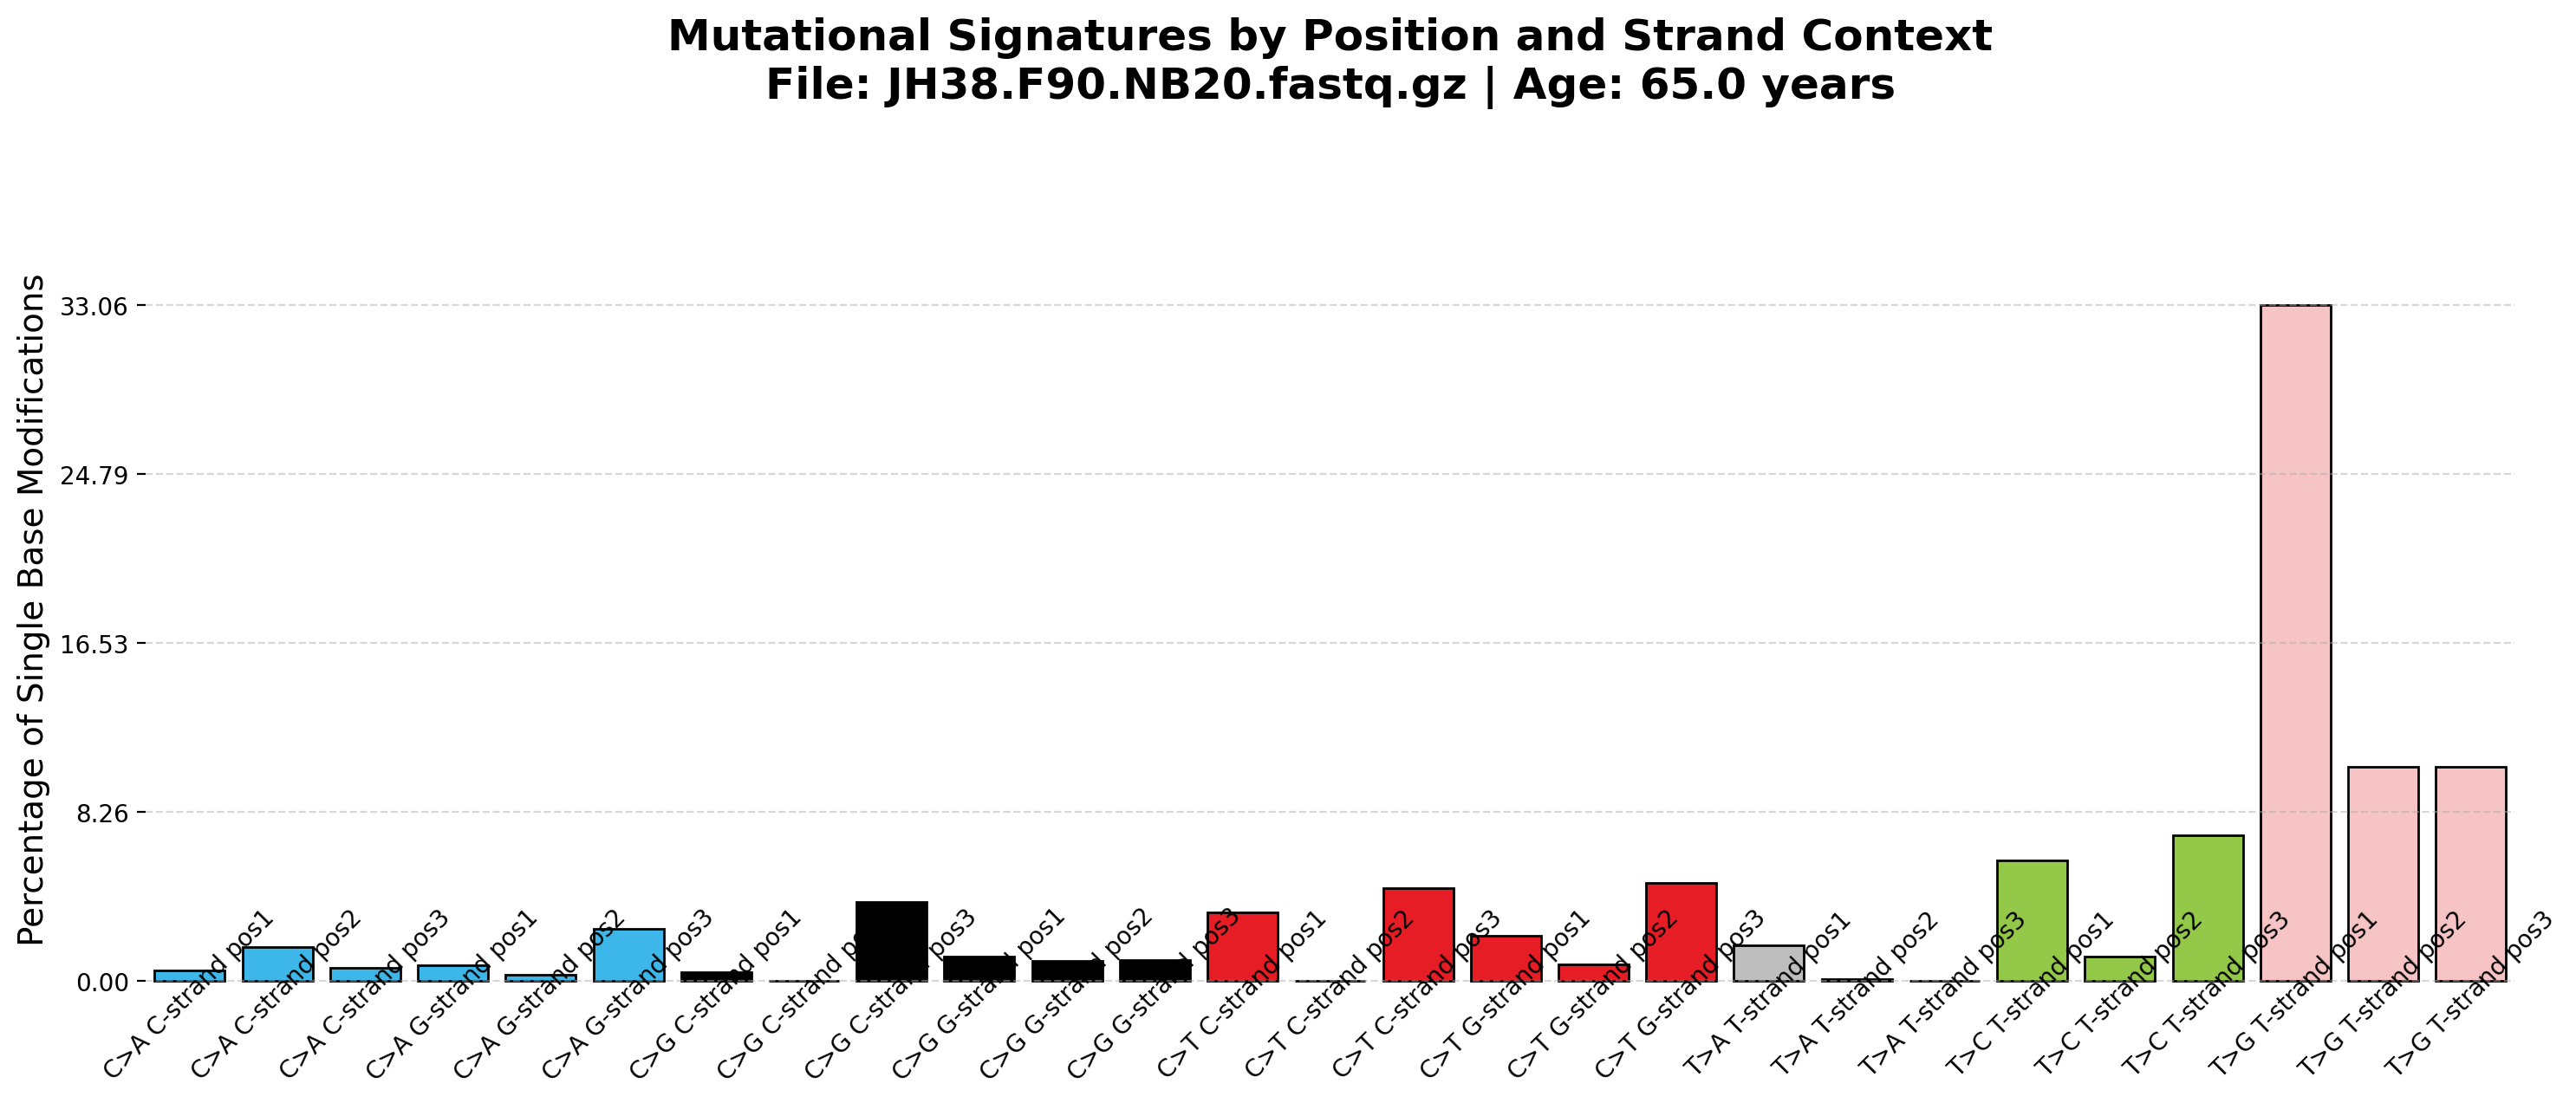 Mutational Signatures by Position and Strand Context
File: JH38.F90.NB20.fastq.gz | Age: 65.0 years
Percentage of Single Base Modifications
33.06
24.79
16.53
8.26
0.00
C>A C-strand pos1
C>A C-strand pos2
C>A C-strand pos3
C>A G-strand pos1
C>A G-strand pos2
C>A G-strand pos3
C>G C-strand pos1
C>G C-strand pos2
C>G C-strand pos3
C>G G-strand pos1
C>G G-strand pos2
C>G G-strand pos3
C>T C-strand pos1
C>T C-strand pos2
C>T C-strand pos3
C>T G-strand pos1
C>T G-strand pos2
C>T G-strand pos3
T>A T-strand pos1
T>A T-strand pos2
T>A T-strand pos3
T>C T-strand pos1
T>C T-strand pos2
T>C T-strand pos3
T>G T-strand pos1
T>G T-strand pos2
T>G T-strand pos3